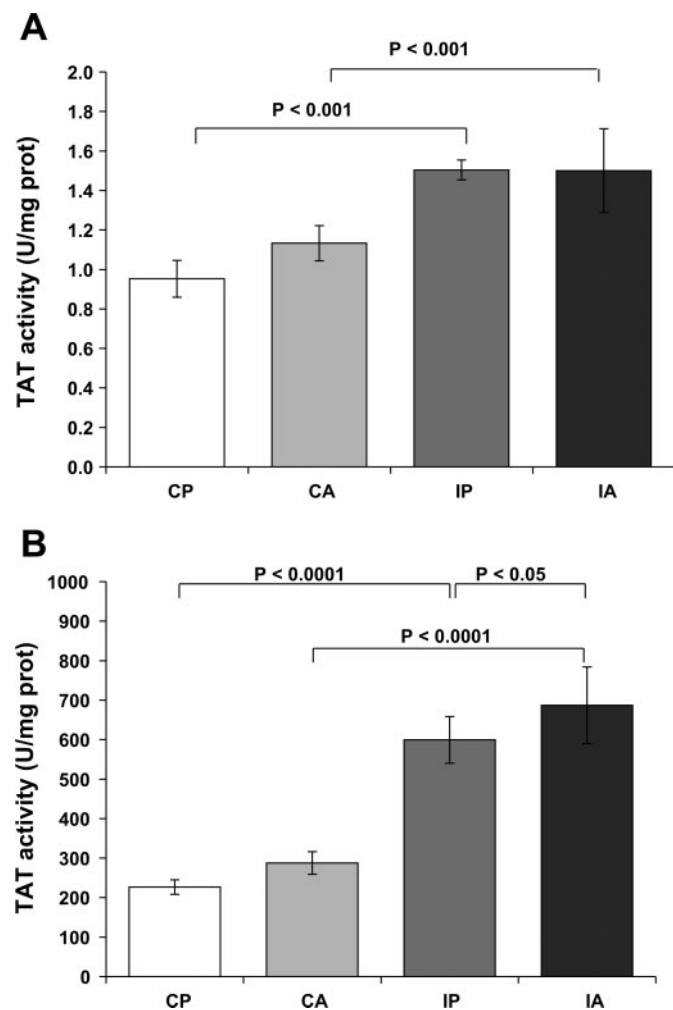 A
P < 0.001
P < 0.001
TAT activity (U/mg prot)
2.0
1.8
1.6
1.4
1.2
1.0
0.8
0.6
0.4
0.2
0.0
CP CA IP IA
B
P < 0.0001 P < 0.05
P < 0.0001
TAT activity (U/mg prot)
1000
900
800
700
600
500
400
300
200
100
0
CP CA IP IA